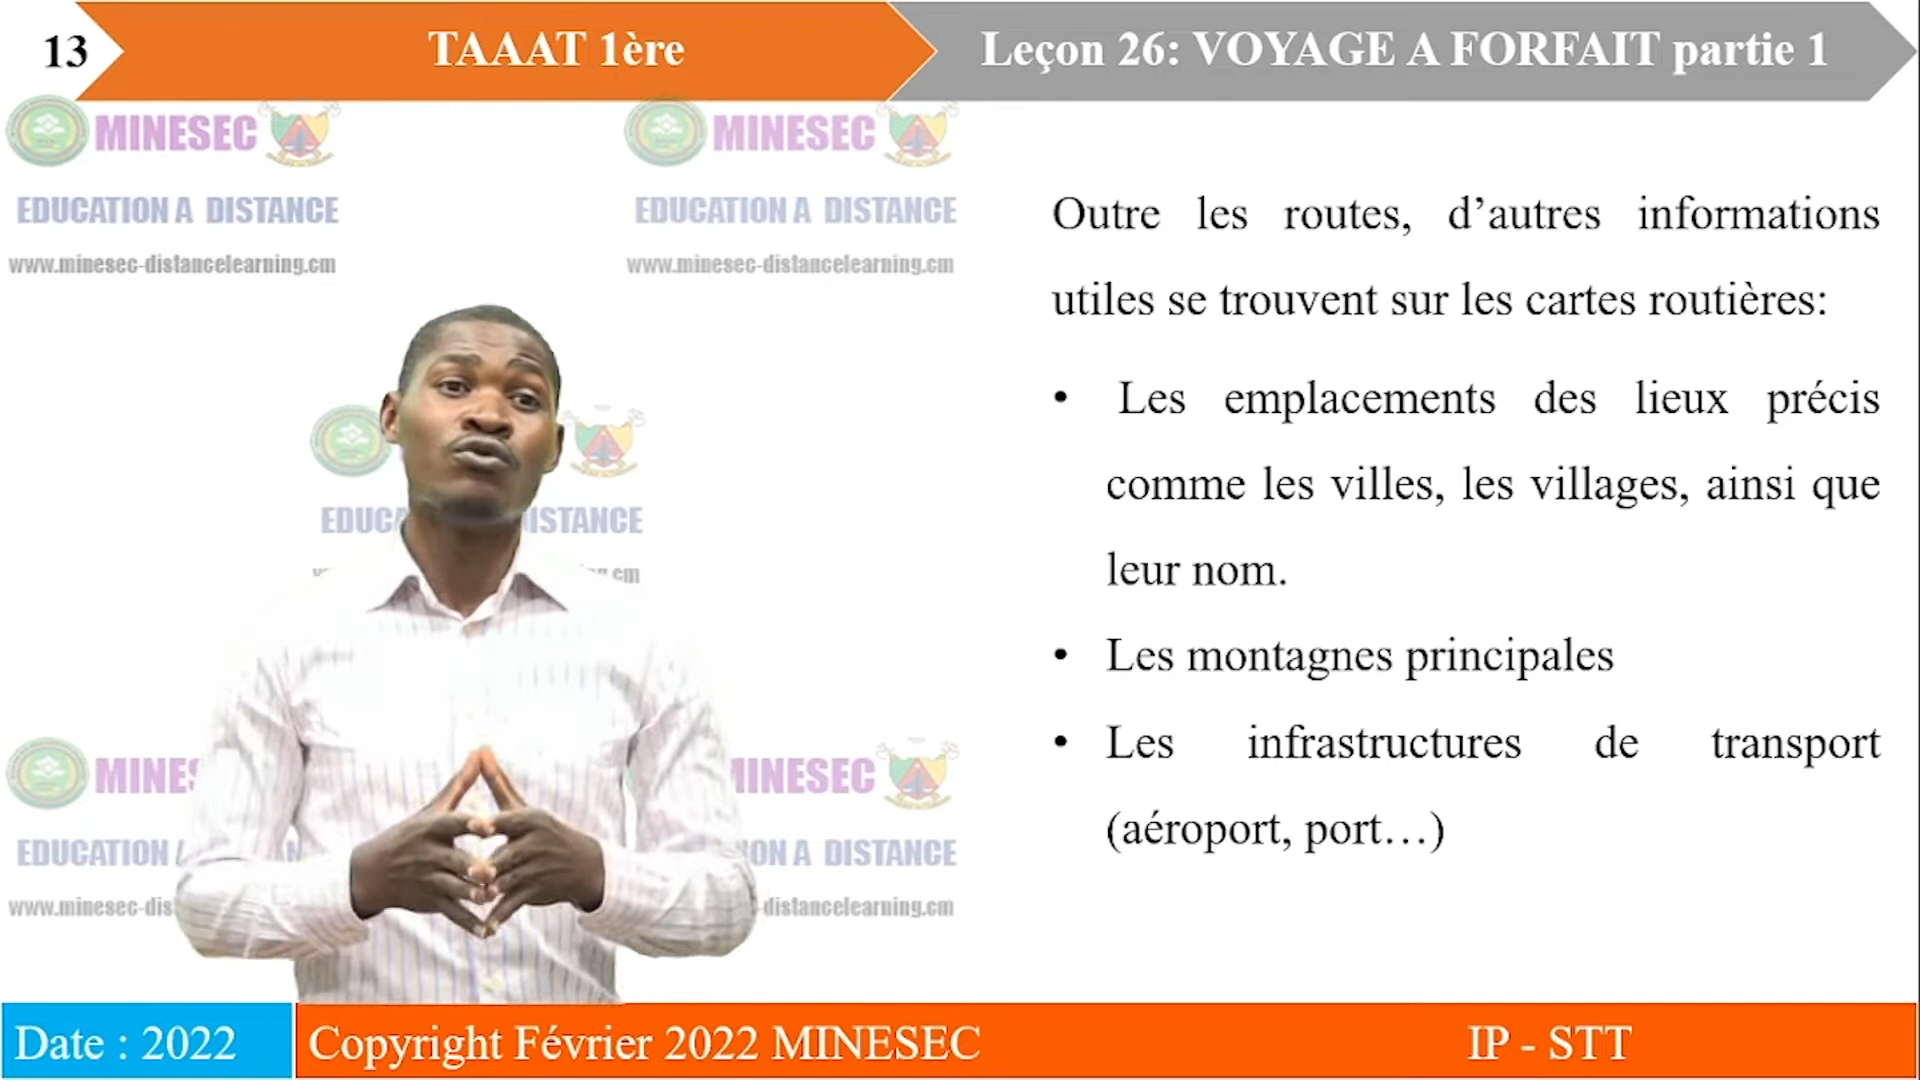 13
TAAAT 1ère
Leçon 26: VOYAGE A FORFAIT partie 1
MINESEC
EDUCATION A DISTANCE
www.minesec-distancelearning.cm
MINESEC
EDUCATION A DISTANCE
www.minesec-distancelearning.cm
Outre les routes, d’autres informations
utiles se trouvent sur les cartes routières:
• Les emplacements des lieux précis
comme les villes, les villages, ainsi que
leur nom.
• Les montagnes principales
• Les infrastructures de transport
(aéroport, port…)
Date : 2022
Copyright Février 2022 MINESEC
IP - STT